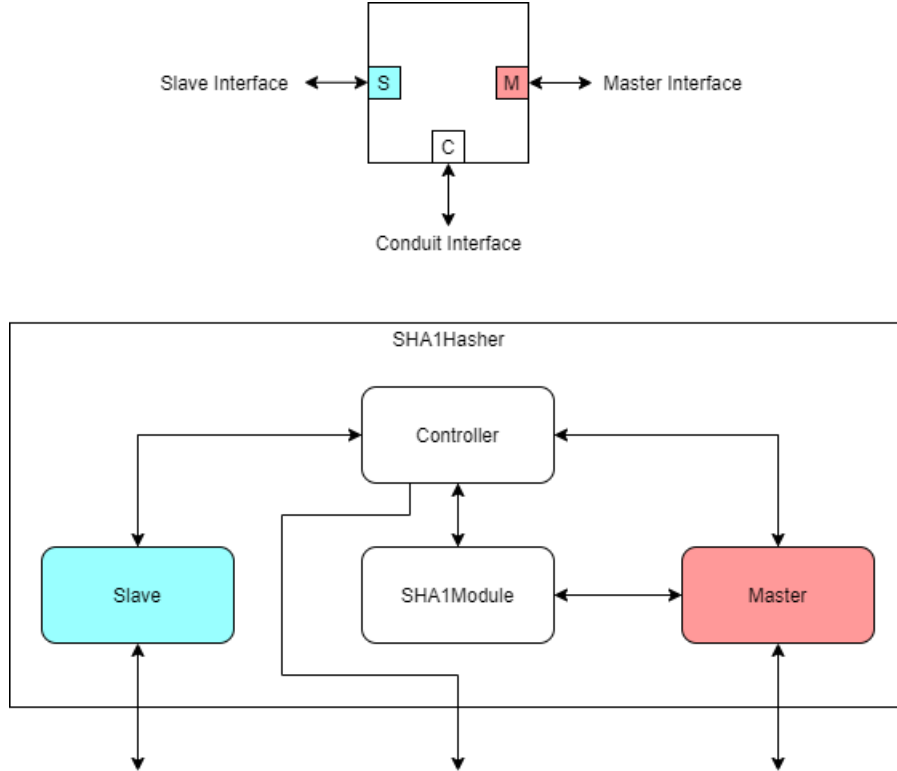 Slave Interface
S
M
Master Interface
C
Conduit Interface
SHA1Hasher
Controller
Slave
SHA1Module
Master